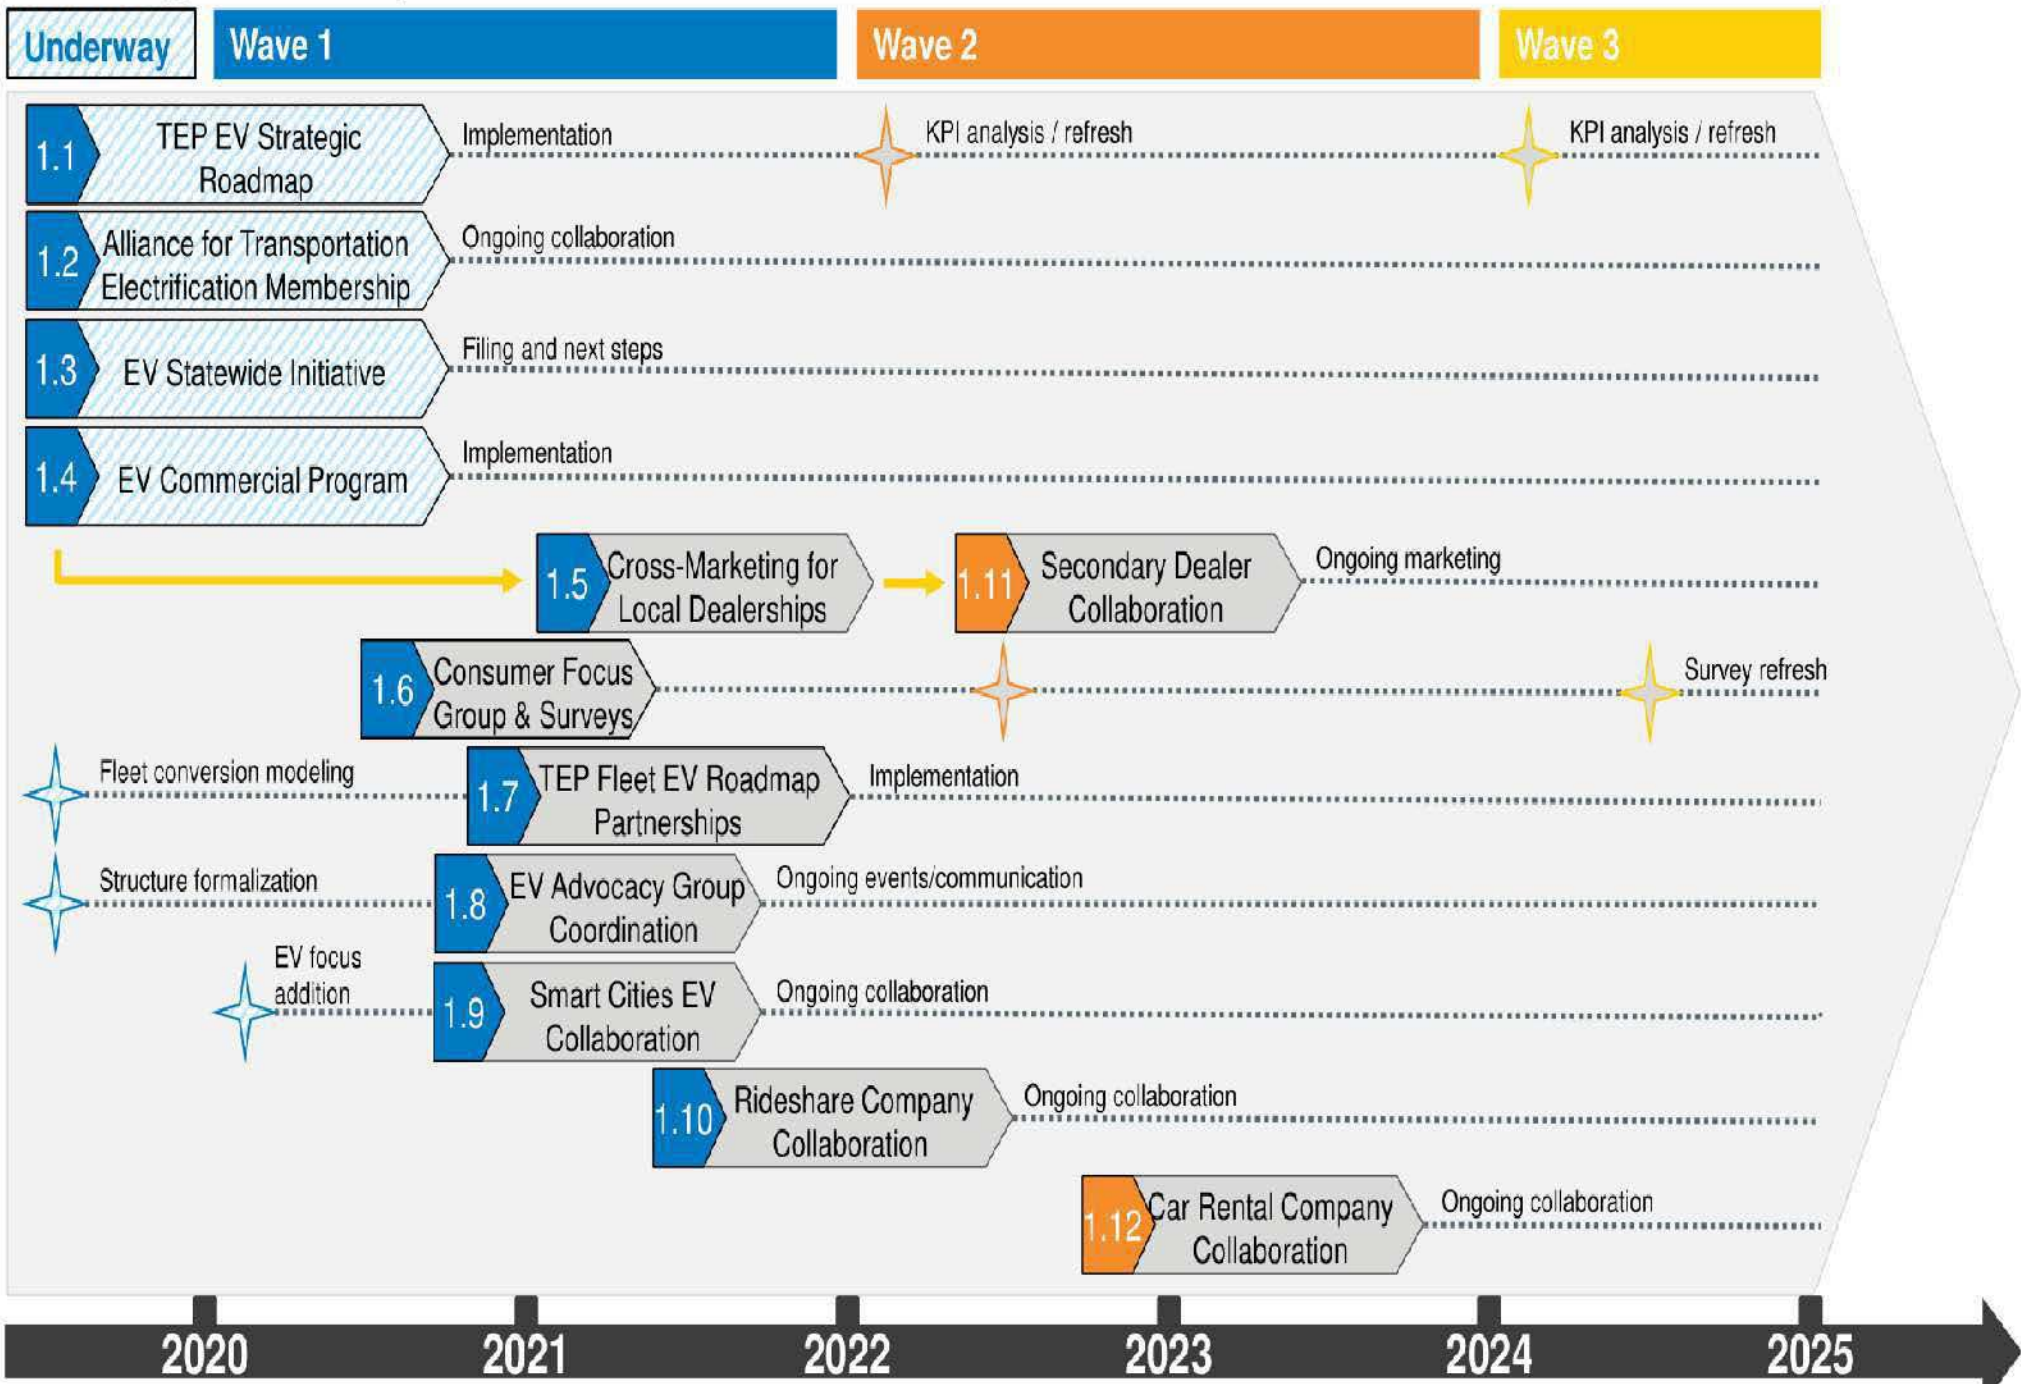 Underway
Wave 1
Wave 2
Wave 3
1.1
TEP EV Strategic
Roadmap
Implementation
KPI analysis / refresh
KPI analysis / refresh
1.2
Alliance for Transportation
Electrification Membership
Ongoing collaboration
1.3
EV Statewide Initiative
Filing and next steps
1.4
EV Commercial Program
Implementation
1.5
Cross-Marketing for
Local Dealerships
1.11
Secondary Dealer
Collaboration
Ongoing marketing
1.6
Consumer Focus
Group & Surveys
Survey refresh
Fleet conversion modeling
1.7
TEP Fleet EV Roadmap
Partnerships
Implementation
Structure formalization
1.8
EV Advocacy Group
Coordination
Ongoing events/communication
EV focus
addition
1.9
Smart Cities EV
Collaboration
Ongoing collaboration
1.10
Rideshare Company
Collaboration
Ongoing collaboration
1.12
Car Rental Company
Collaboration
Ongoing collaboration
2020
2021
2022
2023
2024
2025